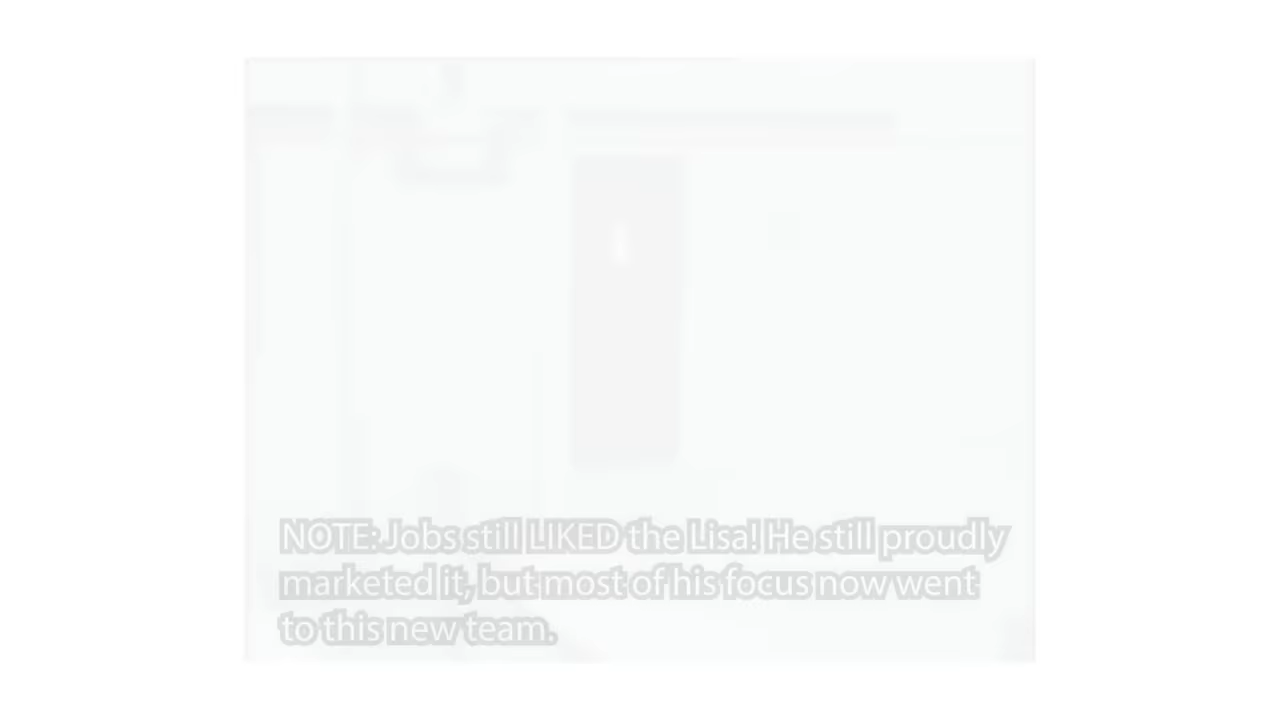 NOTE: Jobs still LIKED the Lisa! He still proudly
marketed it, but most of his focus now went
to this new team.